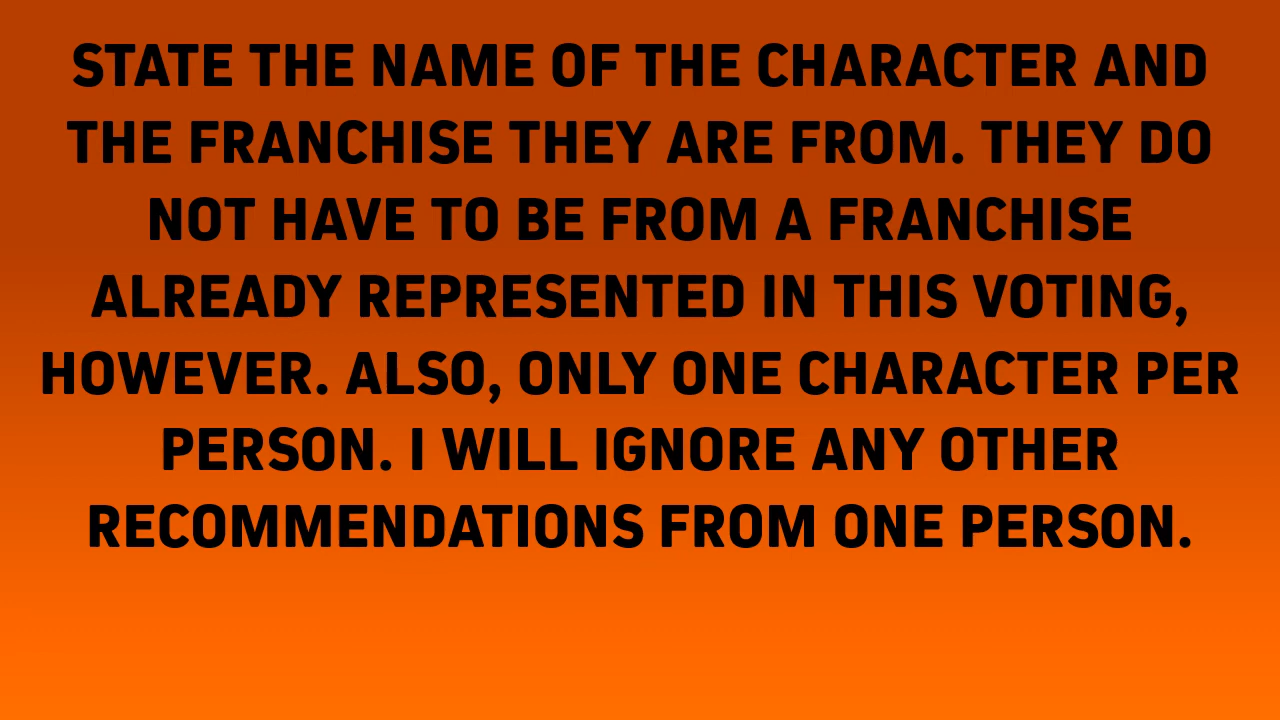 STATE THE NAME OF THE CHARACTER AND
THE FRANCHISE THEY ARE FROM. THEY DO
NOT HAVE TO BE FROM A FRANCHISE
ALREADY REPRESENTED IN THIS VOTING,
HOWEVER. ALSO, ONLY ONE CHARACTER PER
PERSON. I WILL IGNORE ANY OTHER
RECOMMENDATIONS FROM ONE PERSON.